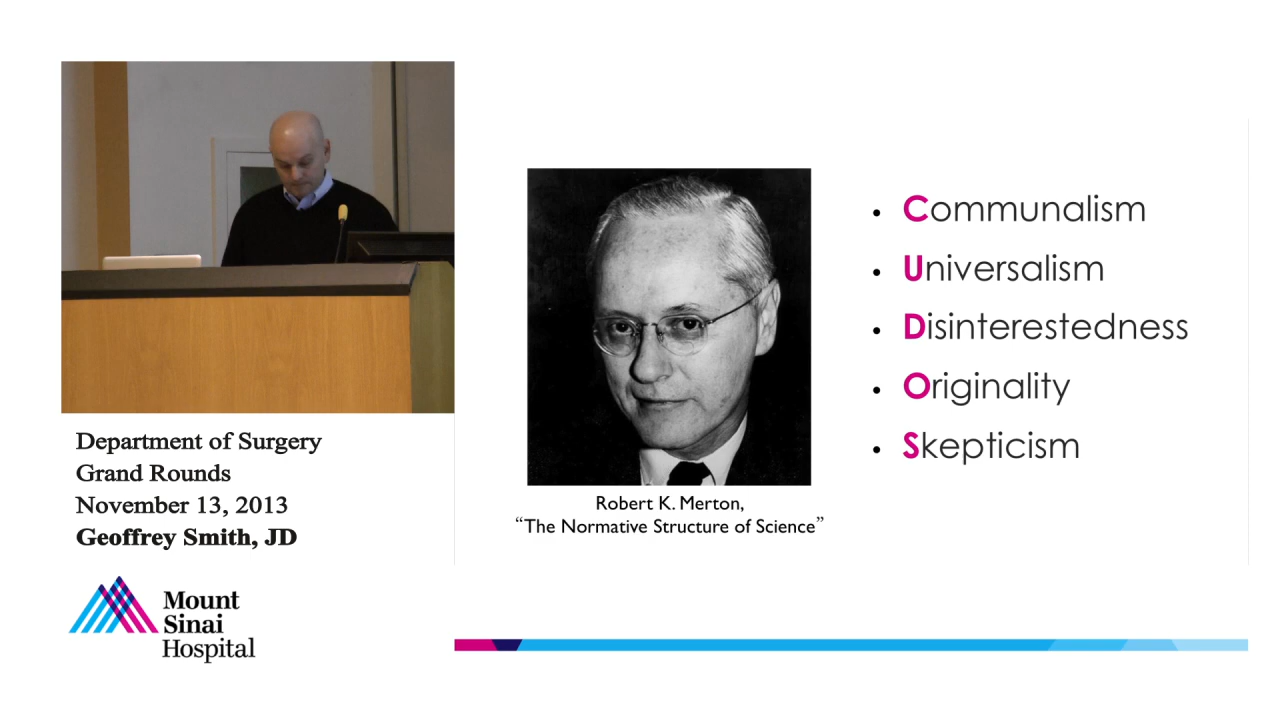 Department of Surgery
Grand Rounds
November 13, 2013
Geoffrey Smith, JD
Mount
Sinai
Hospital
Robert K. Merton,
“The Normative Structure of Science”
• Communalism
• Universalism
• Disinterestedness
• Originality
• Skepticism